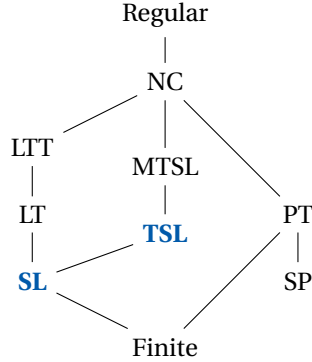 Regular
NC
LTT
MTSL
LT
TSL
PT
SL
SP
Finite